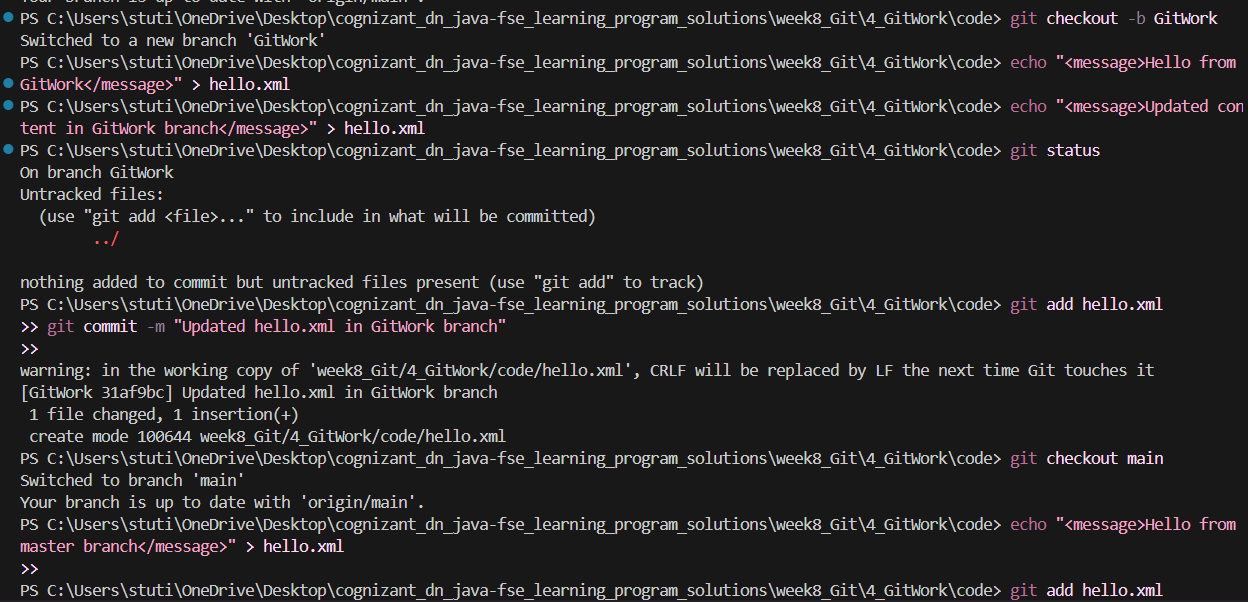 Your branch is up to date with 'origin/main'.
PS C:\Users\stuti\OneDrive\Desktop\cognizant_dn_java-fse_learning_program_solutions\week8_Git\4_GitWork\code> git checkout -b GitWork
Switched to a new branch 'GitWork'
PS C:\Users\stuti\OneDrive\Desktop\cognizant_dn_java-fse_learning_program_solutions\week8_Git\4_GitWork\code> echo "<message>Hello from
GitWork</message>" > hello.xml
PS C:\Users\stuti\OneDrive\Desktop\cognizant_dn_java-fse_learning_program_solutions\week8_Git\4_GitWork\code> echo "<message>Updated con
tent in GitWork branch</message>" > hello.xml
PS C:\Users\stuti\OneDrive\Desktop\cognizant_dn_java-fse_learning_program_solutions\week8_Git\4_GitWork\code> git status
On branch GitWork
Untracked files:
  (use "git add <file>..." to include in what will be committed)
        ../

nothing added to commit but untracked files present (use "git add" to track)
PS C:\Users\stuti\OneDrive\Desktop\cognizant_dn_java-fse_learning_program_solutions\week8_Git\4_GitWork\code> git add hello.xml
>> git commit -m "Updated hello.xml in GitWork branch"
>>
warning: in the working copy of 'week8_Git/4_GitWork/code/hello.xml', CRLF will be replaced by LF the next time Git touches it
[GitWork 31af9bc] Updated hello.xml in GitWork branch
 1 file changed, 1 insertion(+)
 create mode 100644 week8_Git/4_GitWork/code/hello.xml
PS C:\Users\stuti\OneDrive\Desktop\cognizant_dn_java-fse_learning_program_solutions\week8_Git\4_GitWork\code> git checkout main
Switched to branch 'main'
Your branch is up to date with 'origin/main'.
PS C:\Users\stuti\OneDrive\Desktop\cognizant_dn_java-fse_learning_program_solutions\week8_Git\4_GitWork\code> echo "<message>Hello from
master branch</message>" > hello.xml
>>
PS C:\Users\stuti\OneDrive\Desktop\cognizant_dn_java-fse_learning_program_solutions\week8_Git\4_GitWork\code> git add hello.xml